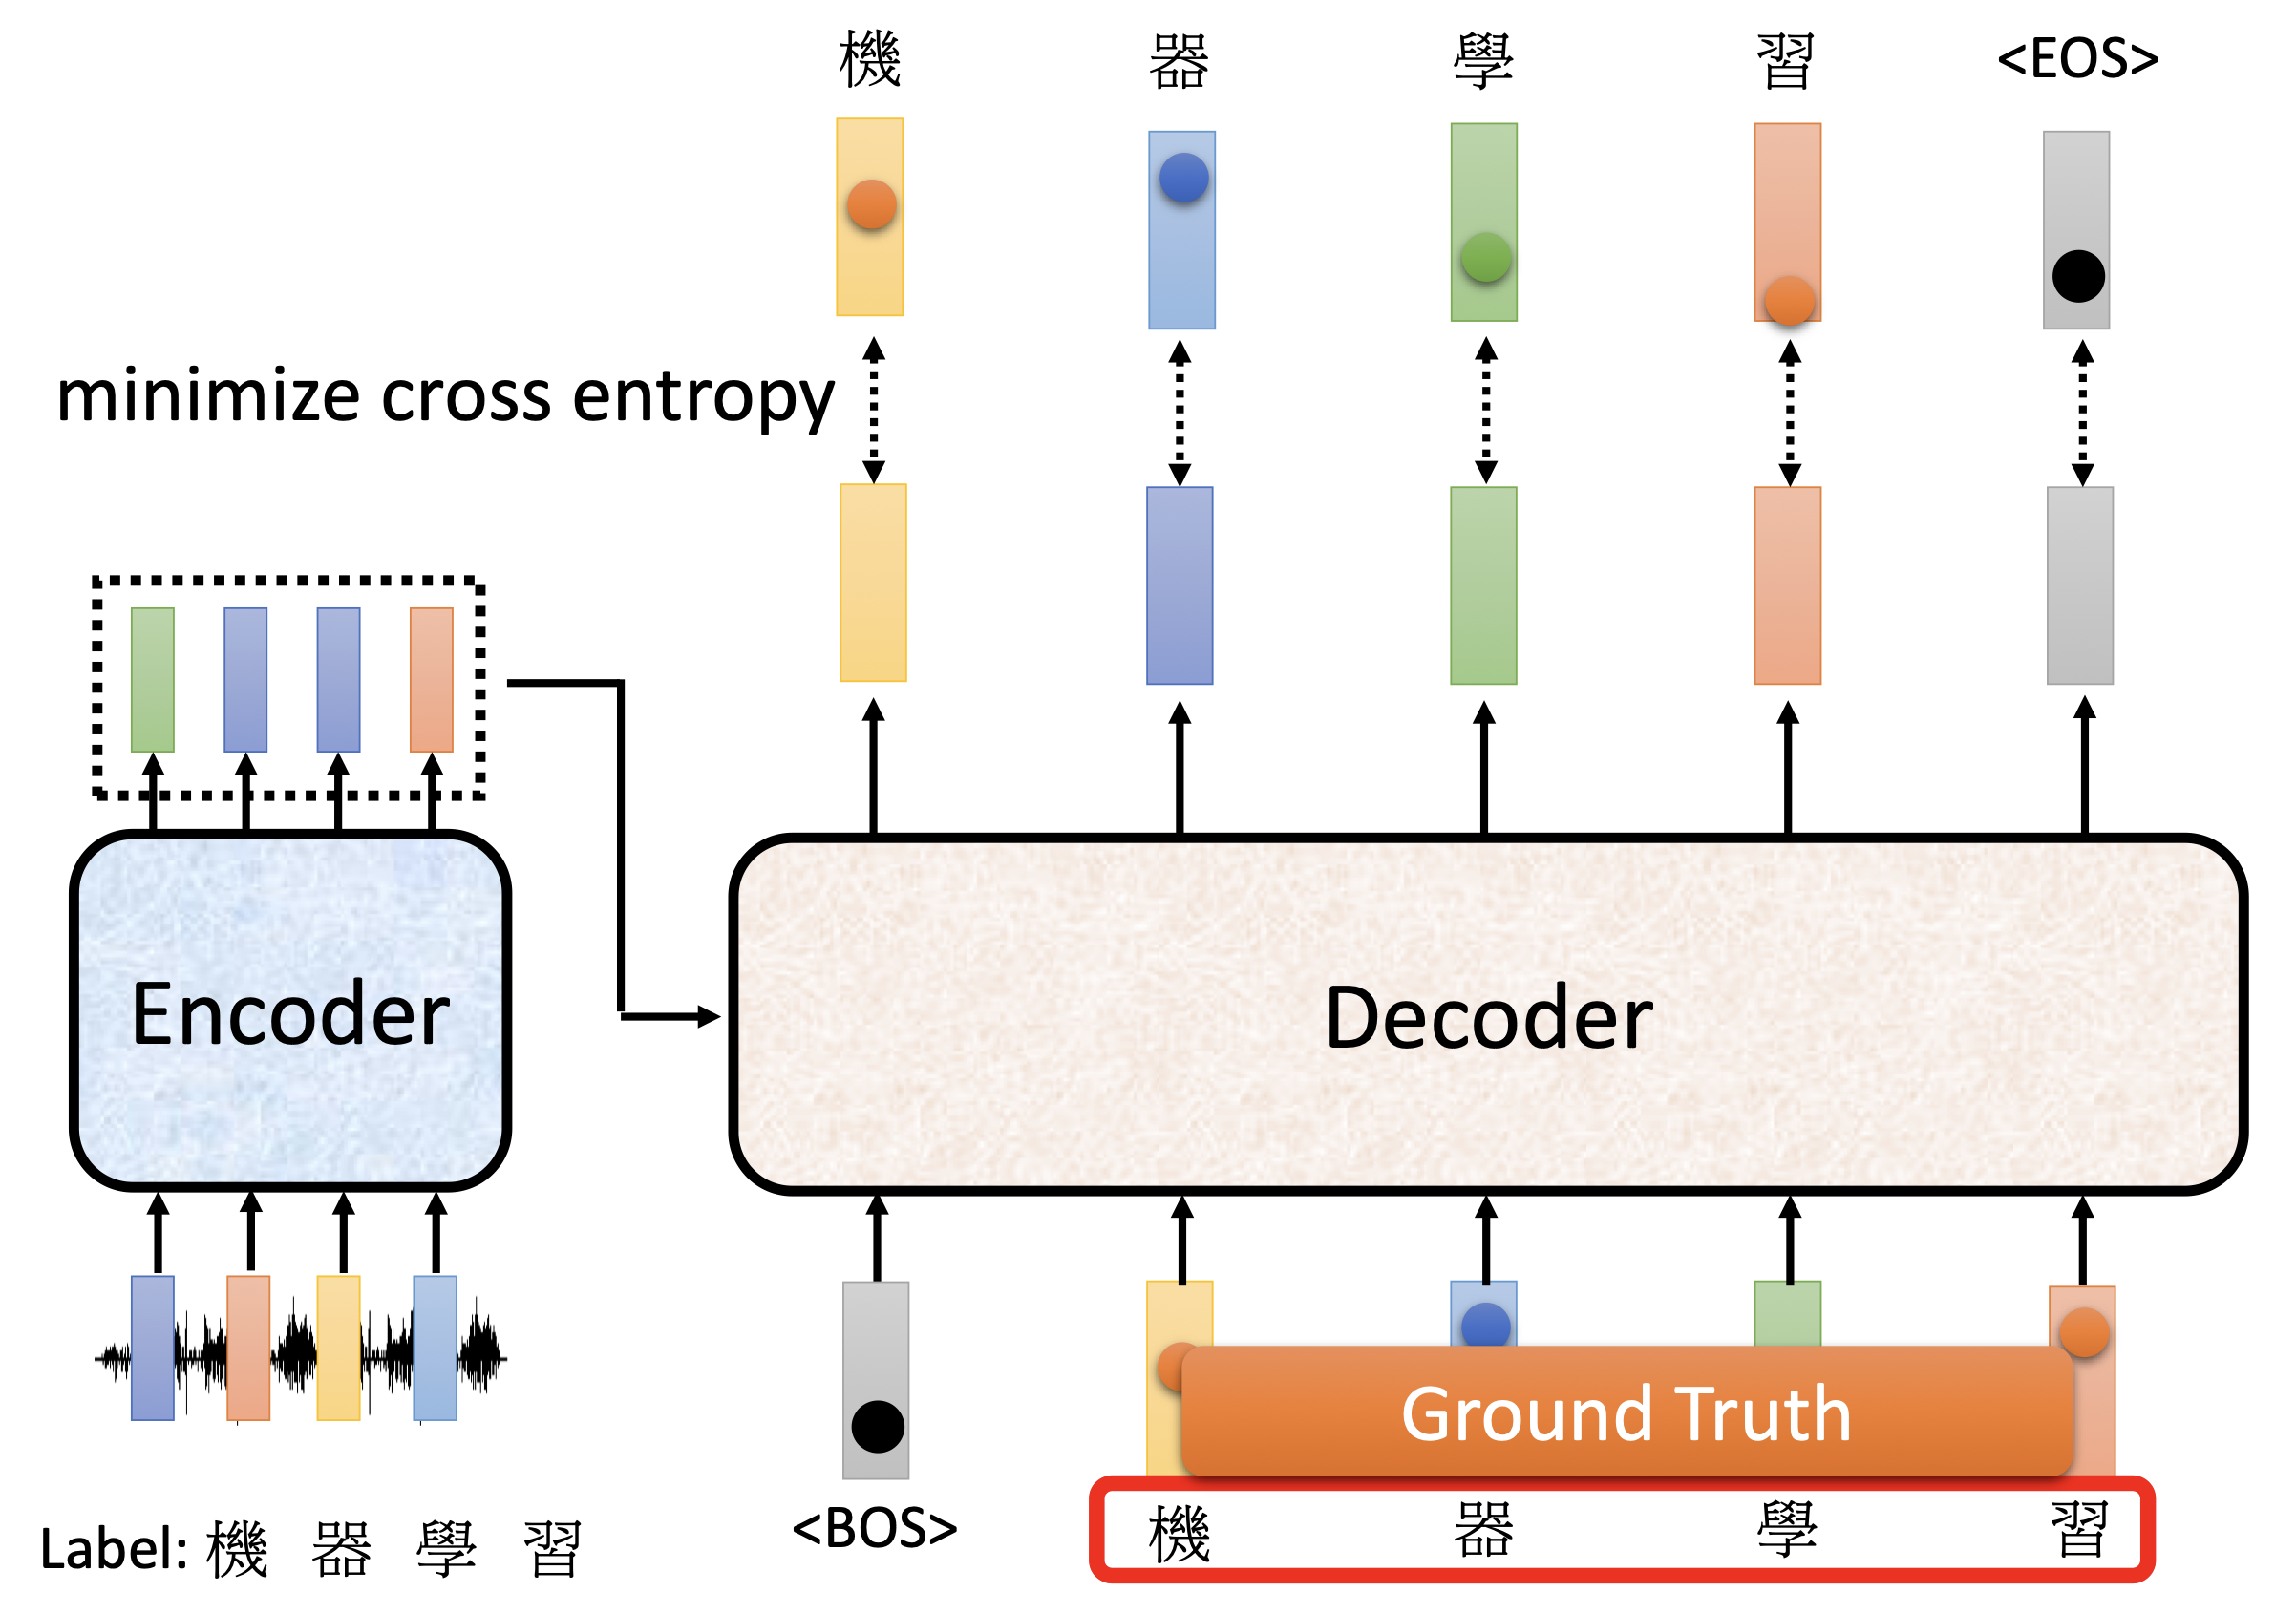 機 器 學 習 <EOS>
minimize cross entropy
Encoder
Decoder
Ground Truth
<BOS> 機 器 學 習
Label: 機 器 學 習